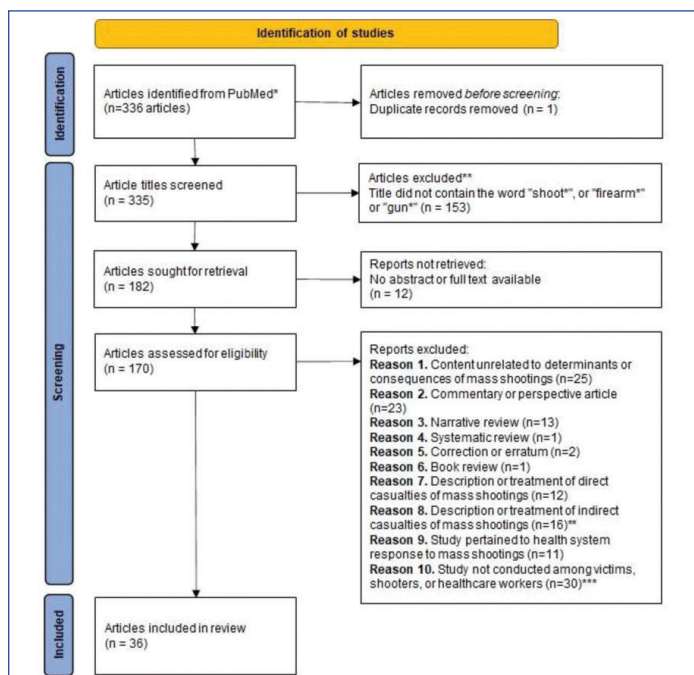 Identification of studies
Identification
Articles identified from PubMed*
(n=336 articles)
Articles removed before screening:
Duplicate records removed (n = 1)
Screening
Article titles screened
(n = 335)
Articles excluded**
Title did not contain the word "shoot*", or "firearm*"
or "gun*" (n = 153)
Articles sought for retrieval
(n = 182)
Reports not retrieved:
No abstract or full text available
(n = 12)
Articles assessed for eligibility
(n = 170)
Reports excluded:
Reason 1. Content unrelated to determinants or
consequences of mass shootings (n=25)
Reason 2. Commentary or perspective article
(n=23)
Reason 3. Narrative review (n=13)
Reason 4. Systematic review (n=1)
Reason 5. Correction or erratum (n=2)
Reason 6. Book review (n=1)
Reason 7. Description or treatment of direct
casualties of mass shootings (n=12)
Reason 8. Description or treatment of indirect
casualties of mass shootings (n=16)**
Reason 9. Study pertained to health system
response to mass shootings (n=11)
Reason 10. Study not conducted among victims,
shooters, or healthcare workers (n=30)***
Included
Articles included in review
(n = 36)